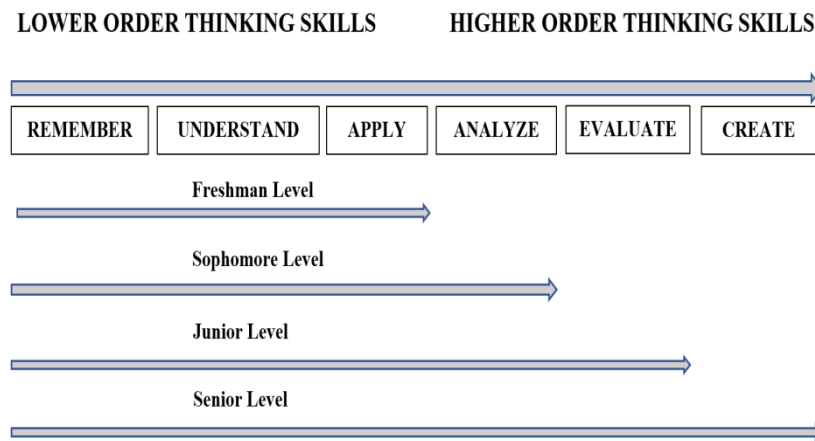 LOWER ORDER THINKING SKILLS HIGHER ORDER THINKING SKILLS
REMEMBER UNDERSTAND APPLY ANALYZE EVALUATE CREATE
Freshman Level
Sophomore Level
Junior Level
Senior Level